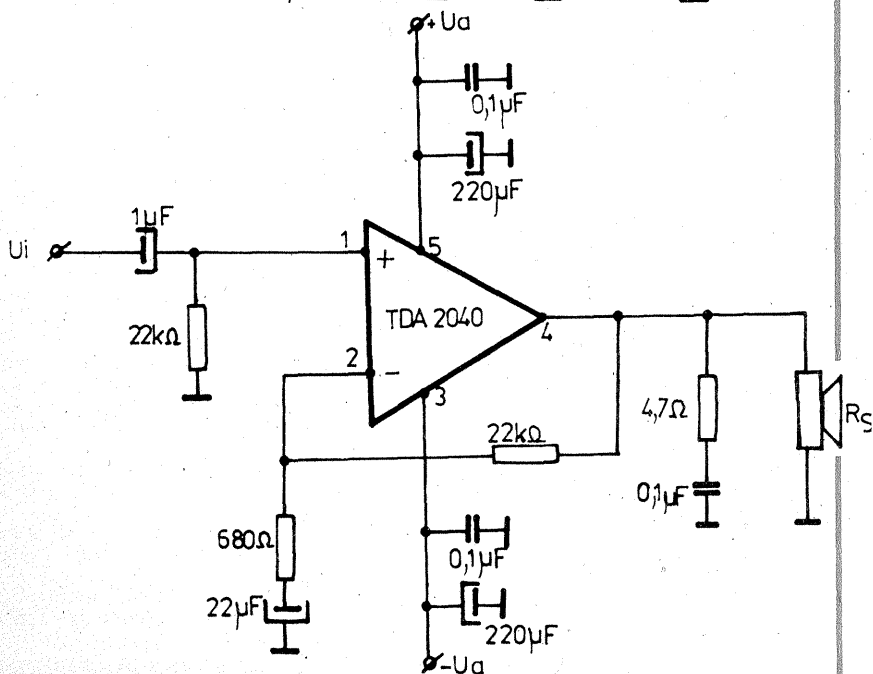 +Ua
0,1µF
220µF
1µF
Ui
1
+
5
22kΩ
TDA 2040
4
2
-
3
4,7Ω
Rs
22kΩ
0,1µF
680Ω
0,1µF
22µF
220µF
-Ua